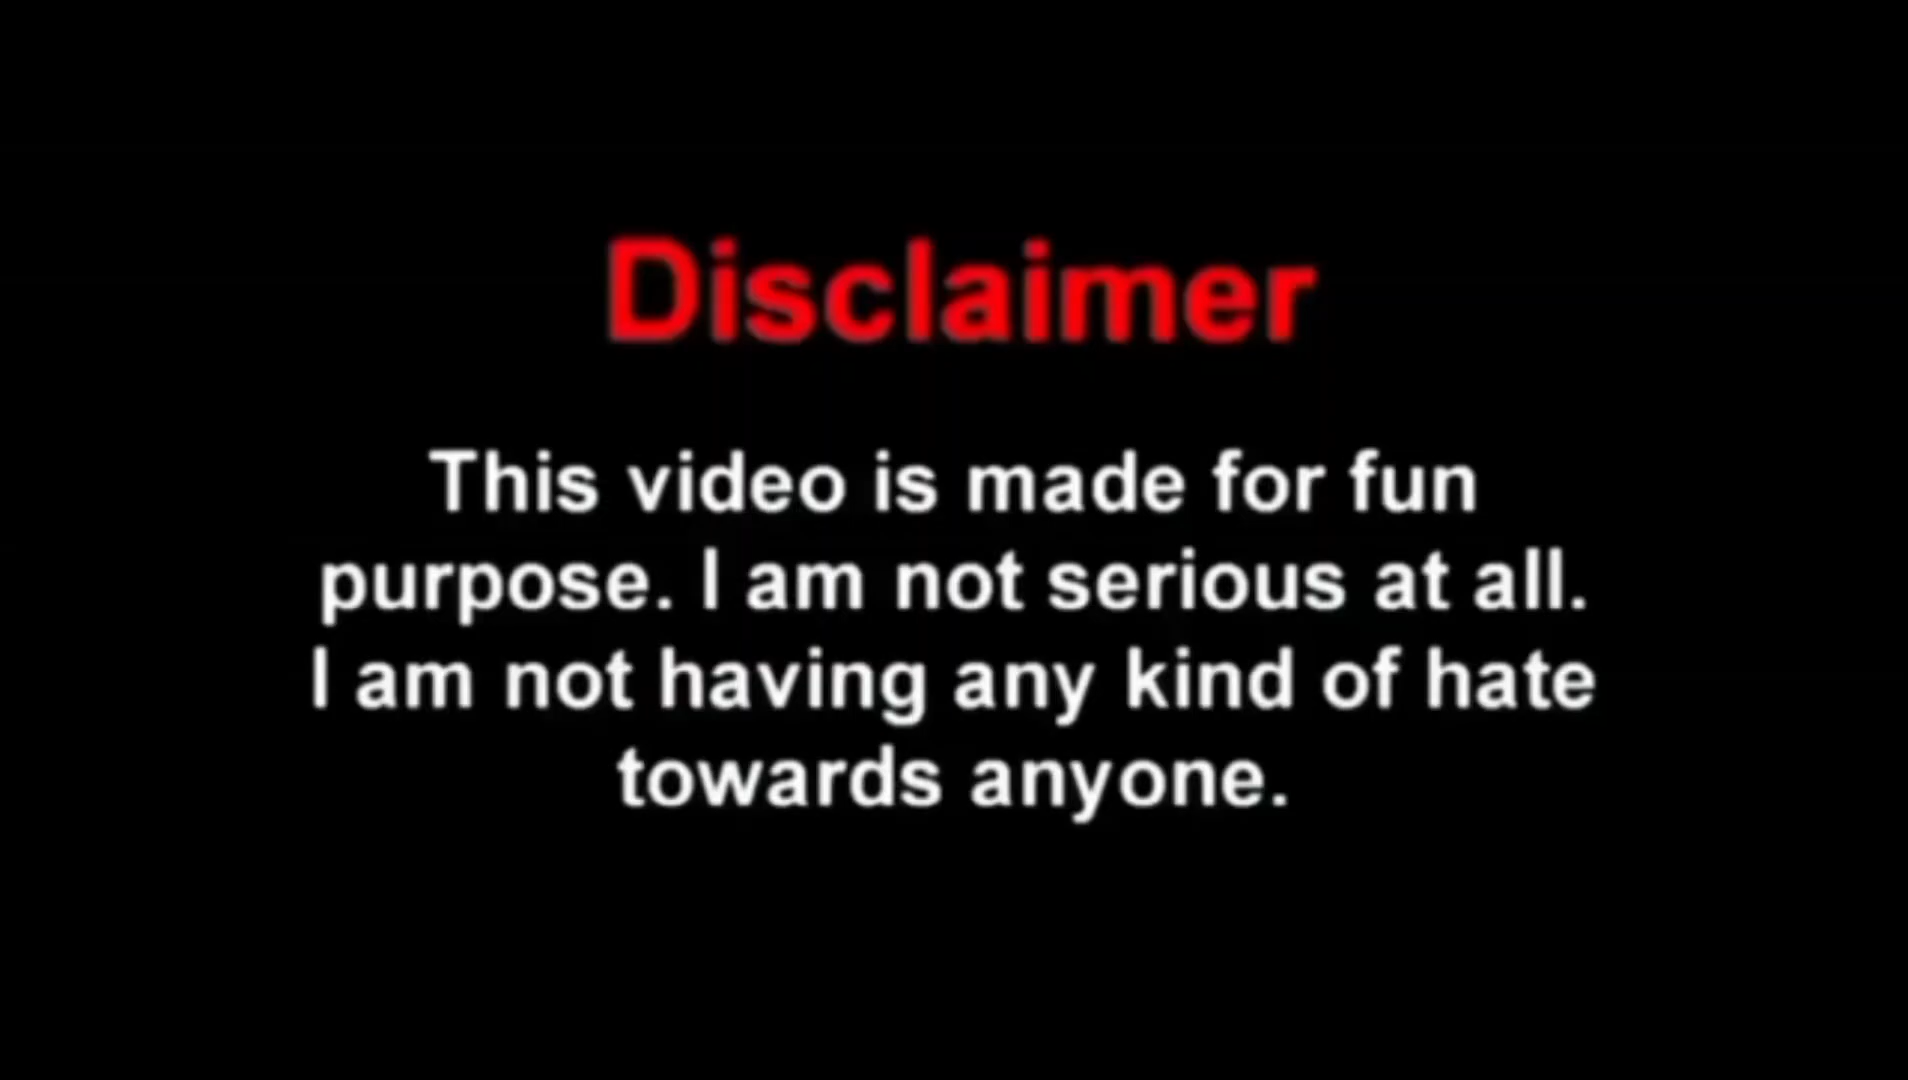 Disclaimer
This video is made for fun
purpose. I am not serious at all.
I am not having any kind of hate
towards anyone.